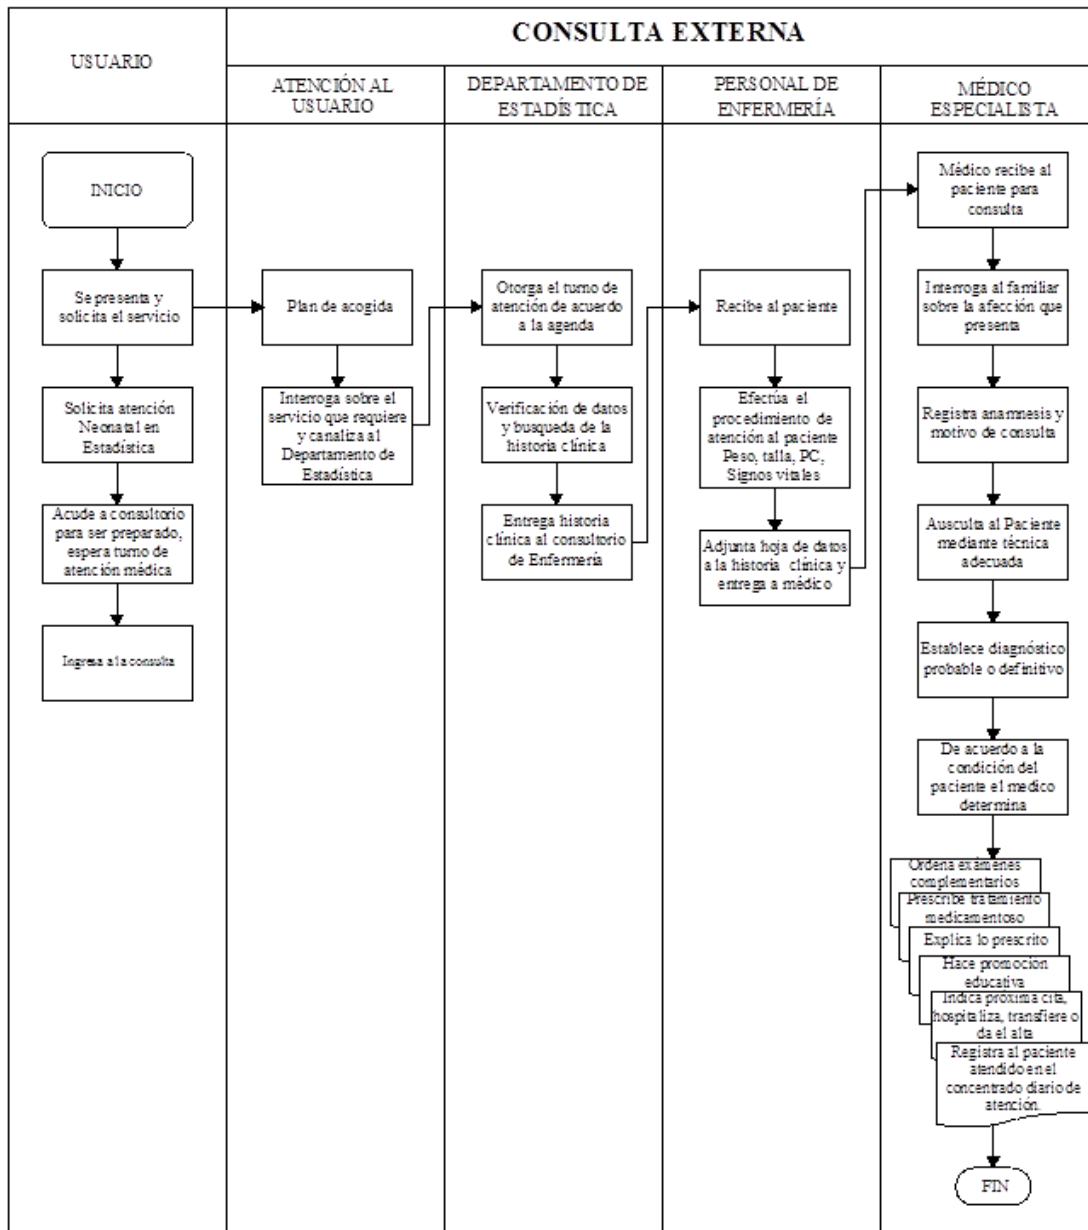 CONSULTA EXTERNA
USUARIO
ATENCIÓN AL
USUARIO
DEPARTAMENTO DE
ESTADÍSTICA
PERSONAL DE
ENFERMERÍA
MÉDICO
ESPECIALISTA
INICIO
Se presenta y
solicita el servicio
Solicita atención
Neonatal en
Estadística
Acude a consultorio
para ser preparado,
espera turno de
atención médica
Ingresa a la consulta
Plan de acogida
Interroga sobre el
servicio que requiere
y canaliza al
Departamento de
Estadística
Otorga el turno de
atención de acuerdo
a la agenda
Verificación de datos
y busqueda de la
historia clínica
Entrega historia
clínica al consultorio
de Enfermería
Recibe al paciente
Efectúa el
procedimiento de
atención al paciente
Peso, talla, PC,
Signos vitales
Adjunta hoja de datos
a la historia clínica y
entrega a médico
Médico recibe al
paciente para
consulta
Interroga al familiar
sobre la afección que
presenta
Registra anamnesis y
motivo de consulta
Ausculta al Paciente
mediante técnica
adecuada
Establece diagnóstico
probable o definitivo
De acuerdo a la
condición del
paciente el medico
determina
Ordena exámenes
complementarios
Prescribe tratamiento
medicamentoso
Explica lo prescrito
Hace promoción
educativa
Indica próxima cita,
hospitaliza, transfiere o
da el alta
Registra al paciente
atendido en el
concentrado diario de
atención.
FIN